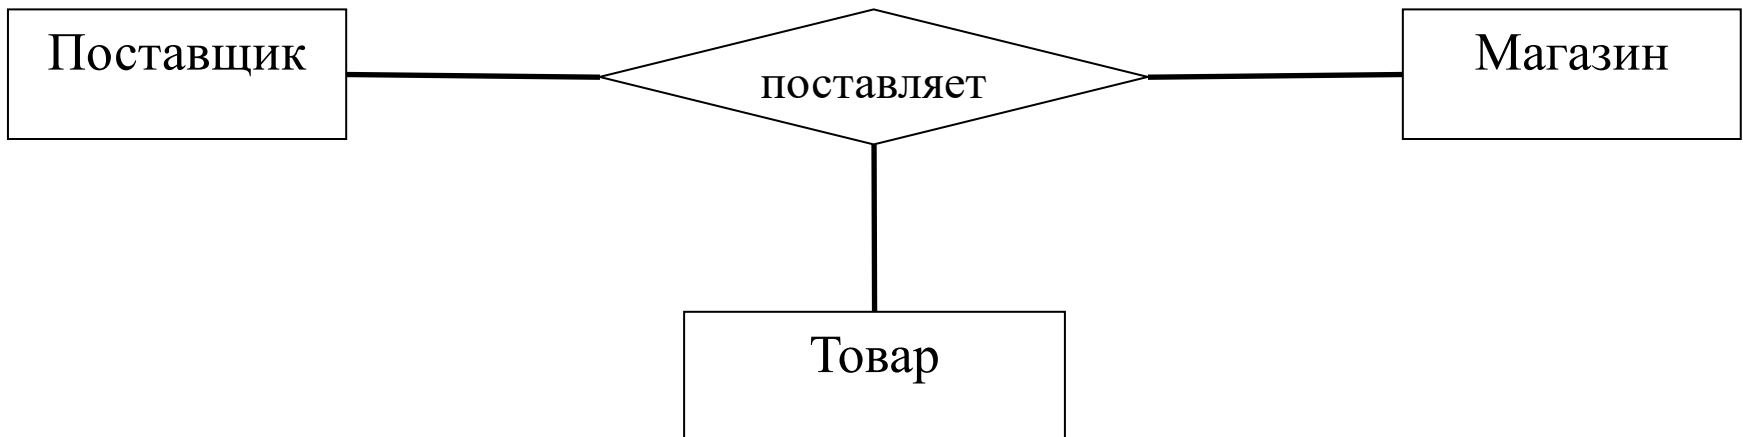 Поставщик
поставляет
Магазин
Товар